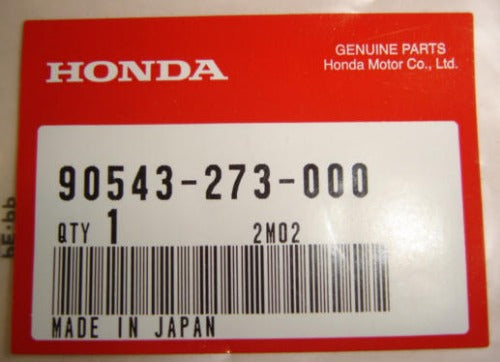 HONDA
GENUINE PARTS
Honda Motor Co., Ltd.
90543-273-000
QTY 1 2M02
MADE IN JAPAN